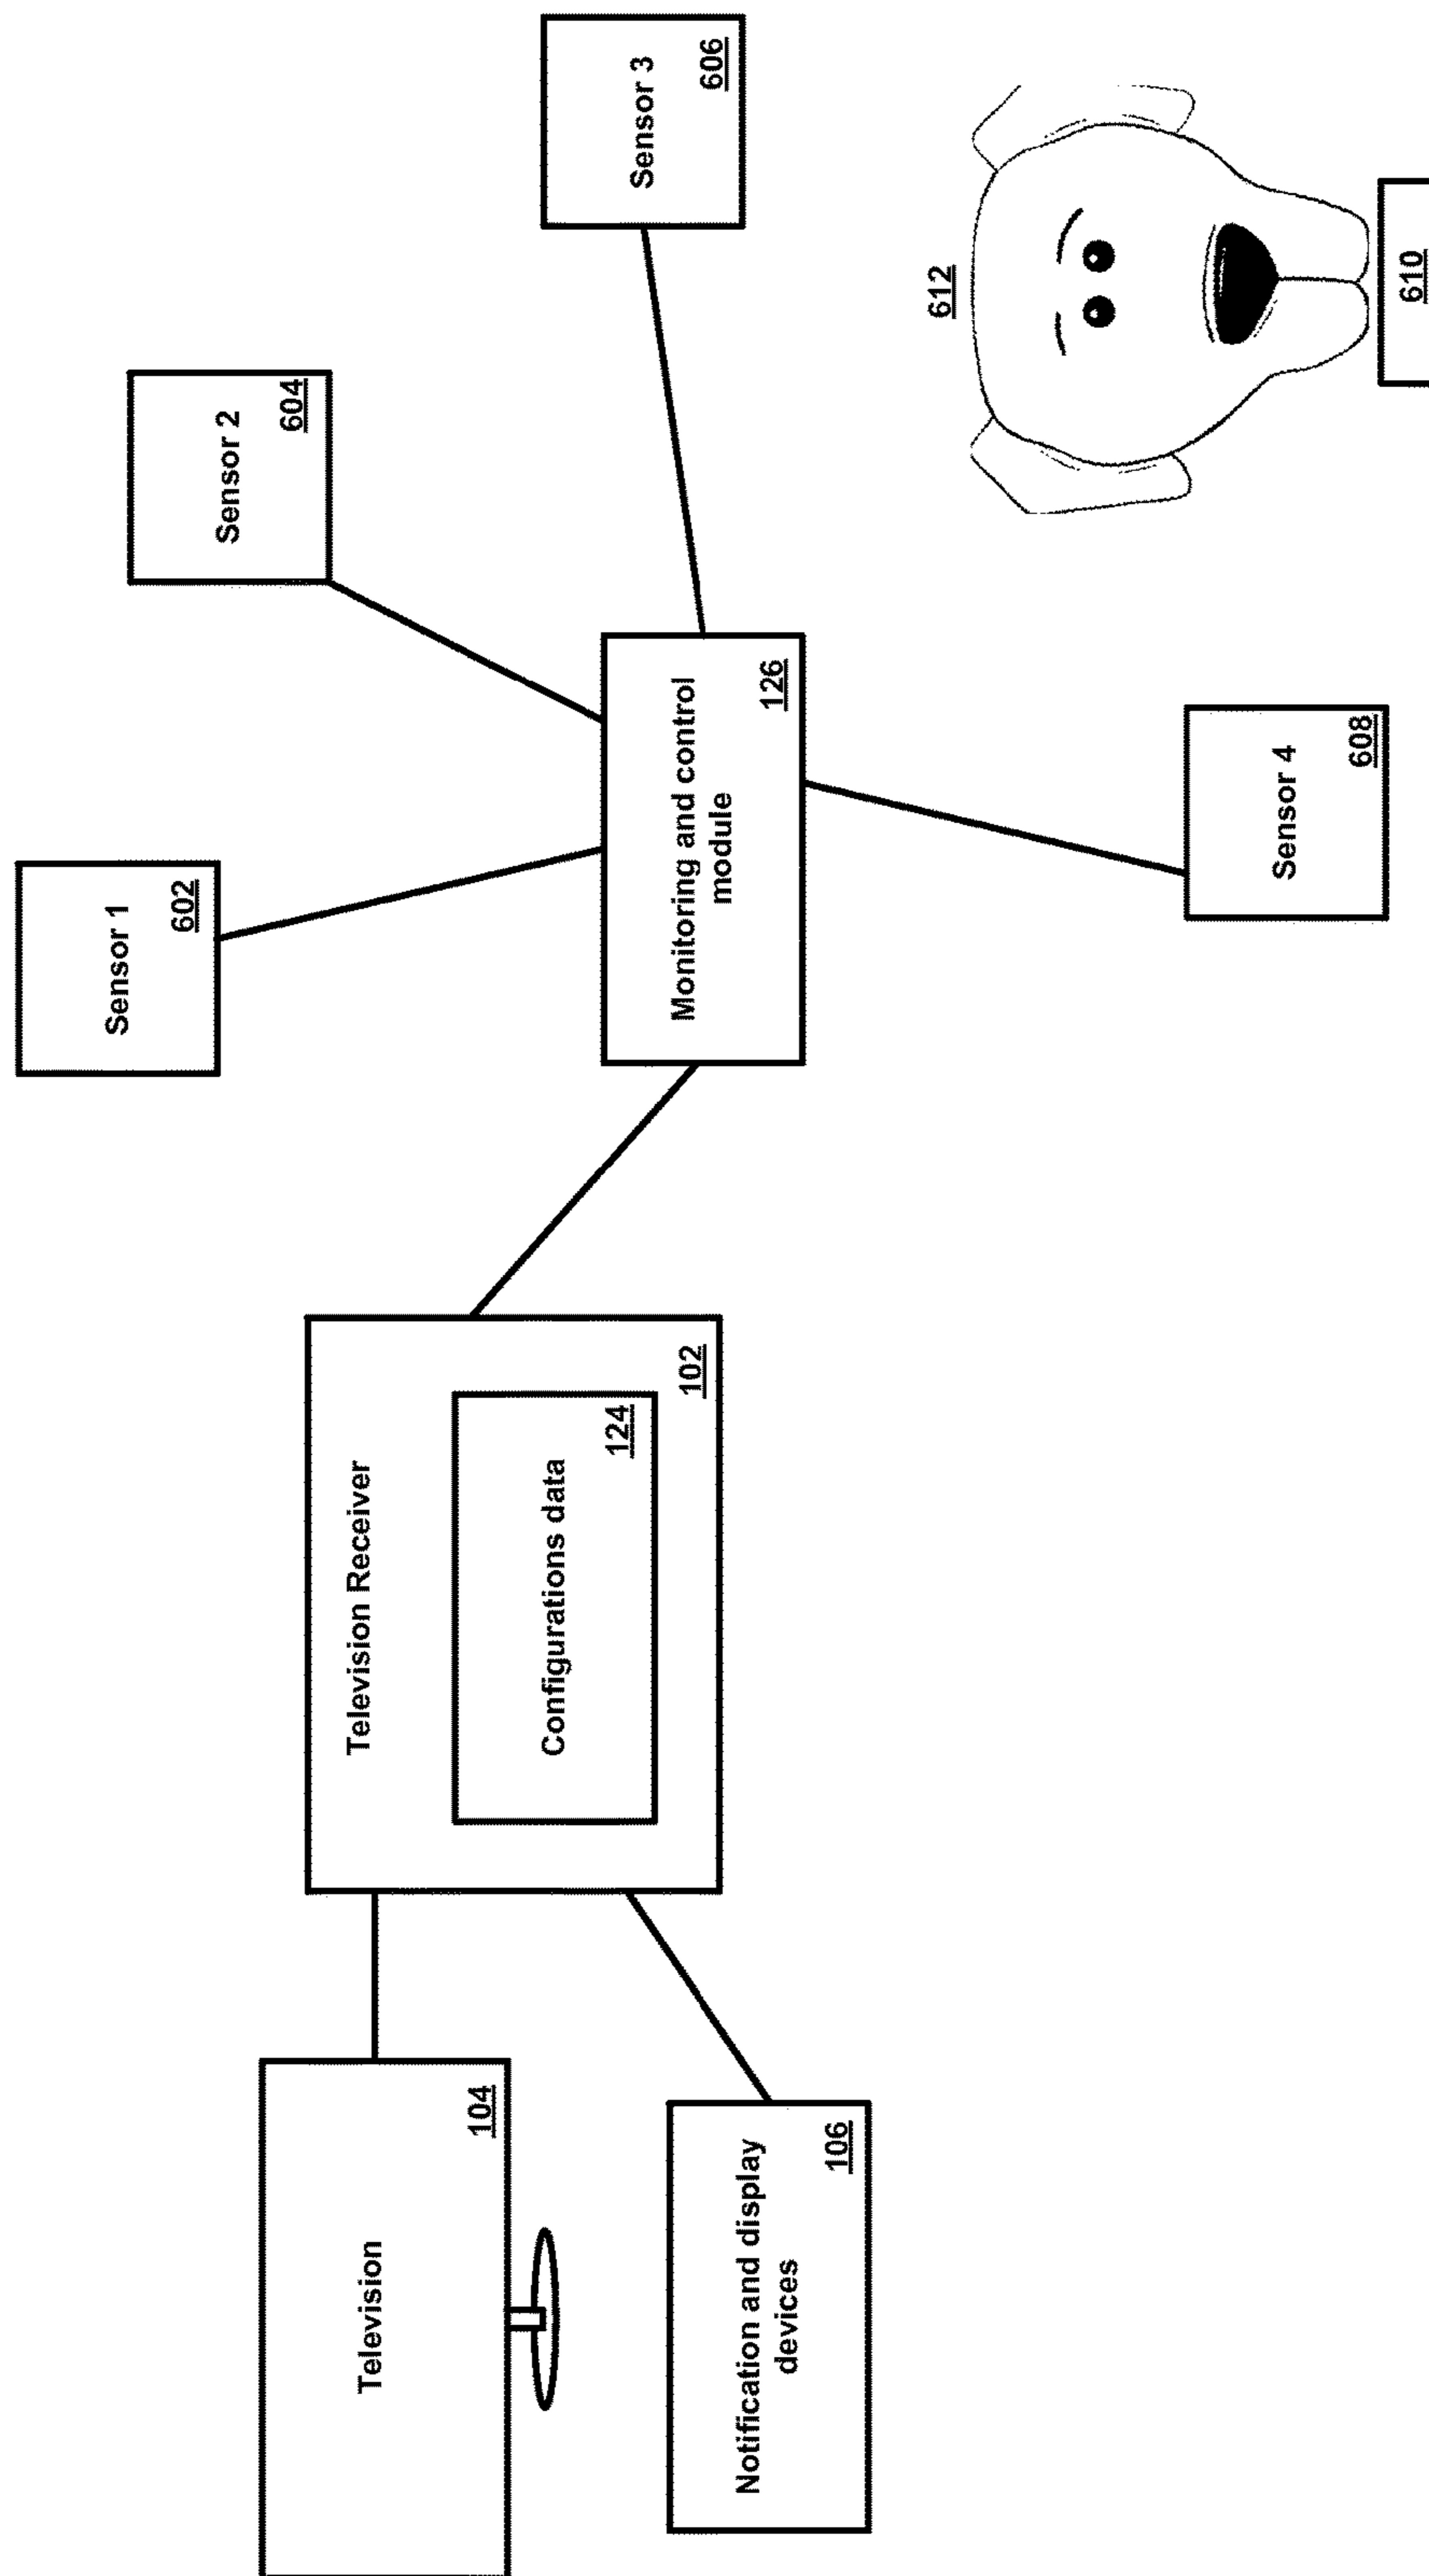 Television
104
Notification and display
devices
106
Television Receiver
Configurations data
124
102
Monitoring and control
module
126
Sensor 1
602
Sensor 2
604
Sensor 3
606
Sensor 4
608
612
610